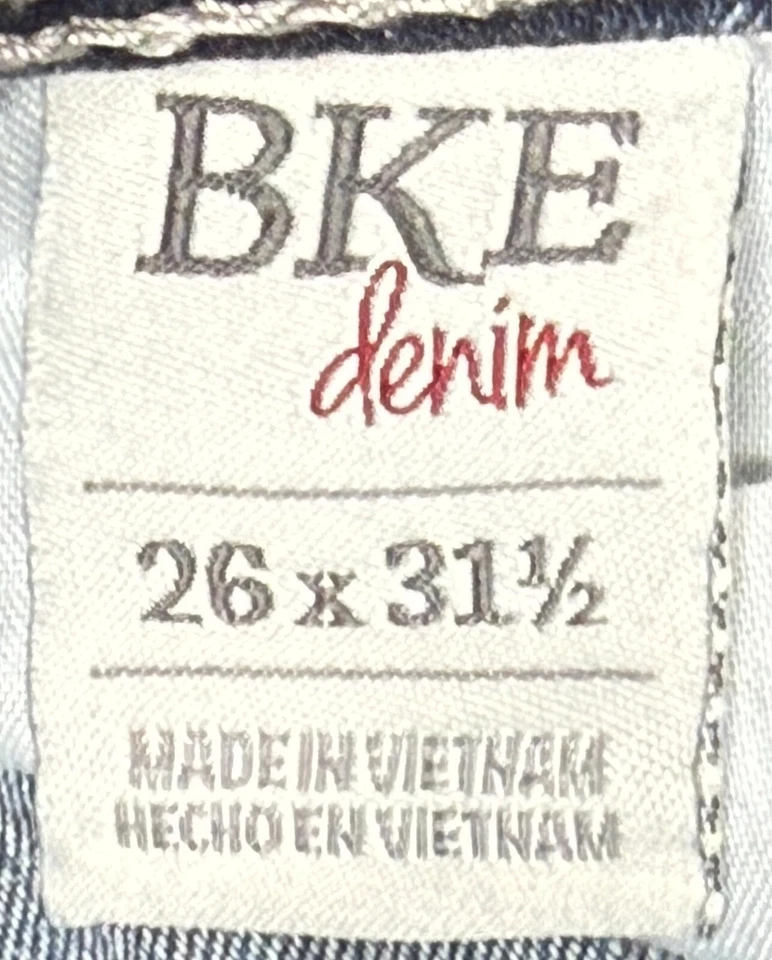 BKE
denim
26 x 31½
MADE IN VIETNAM
HECHO EN VIETNAM